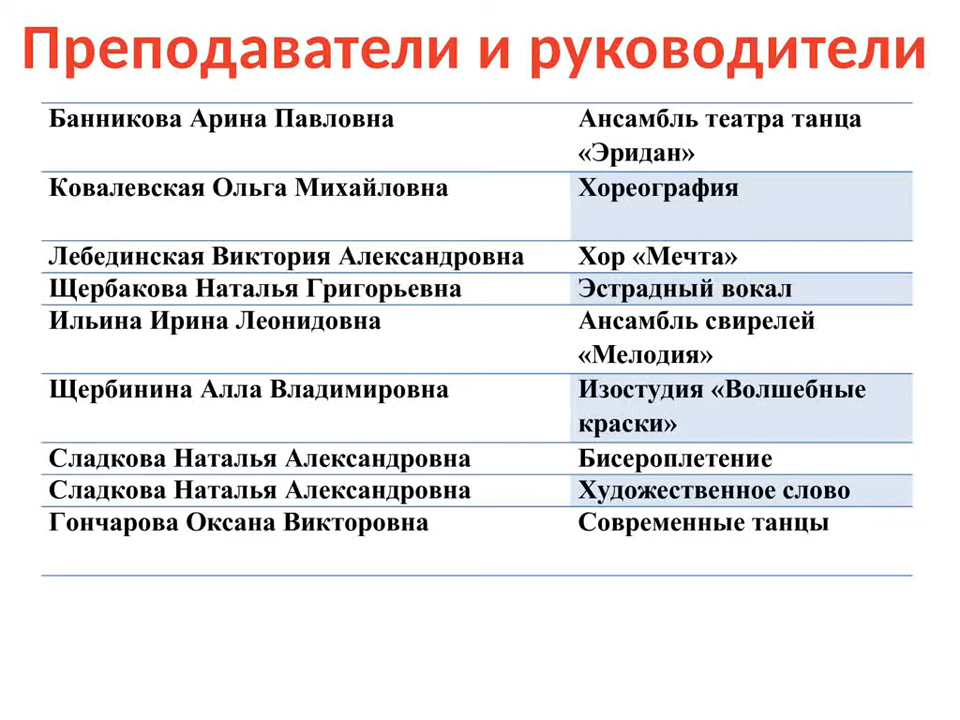 Преподаватели и руководители
Банникова Арина Павловна
Ансамбль театра танца
«Эридан»
Ковалевская Ольга Михайловна
Хореография
Лебединская Виктория Александровна
Хор «Мечта»
Щербакова Наталья Григорьевна
Эстрадный вокал
Ильина Ирина Леонидовна
Ансамбль свирелей
«Мелодия»
Щербинина Алла Владимировна
Изостудия «Волшебные
краски»
Сладкова Наталья Александровна
Бисероплетение
Сладкова Наталья Александровна
Художественное слово
Гончарова Оксана Викторовна
Современные танцы